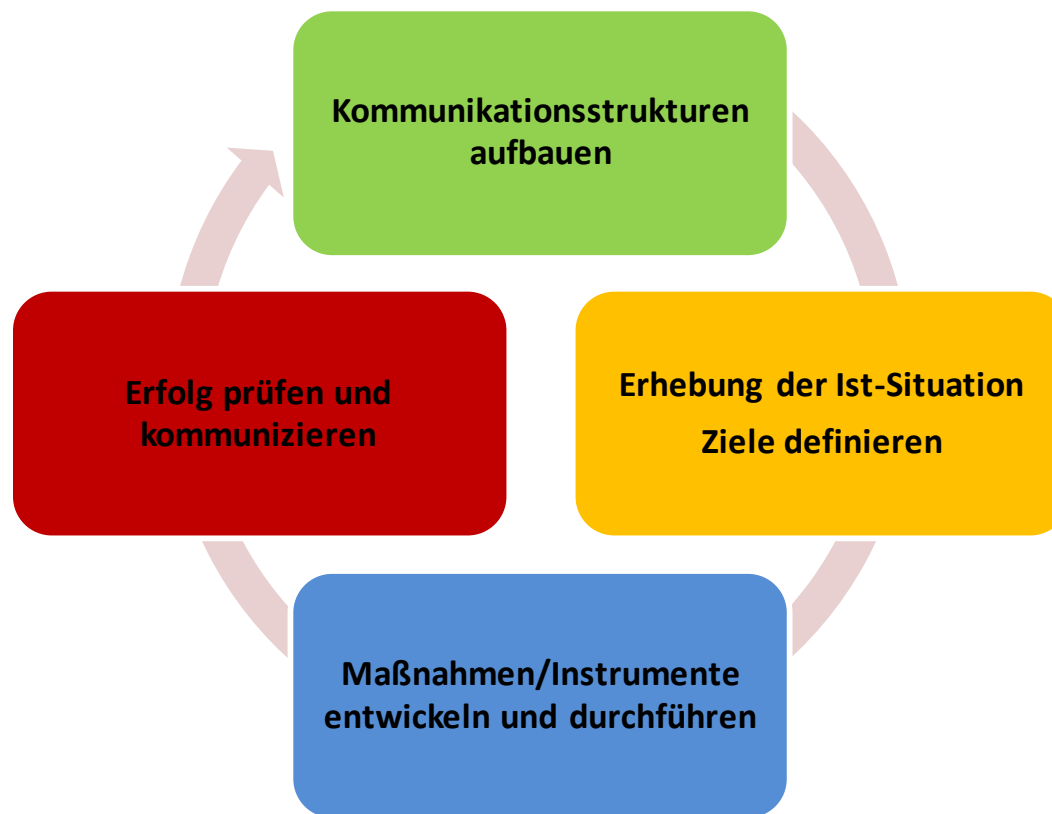 Kommunikationsstrukturen
aufbauen
Erhebung der Ist-Situation
Ziele definieren
Maßnahmen/Instrumente
entwickeln und durchführen
Erfolg prüfen und
kommunizieren